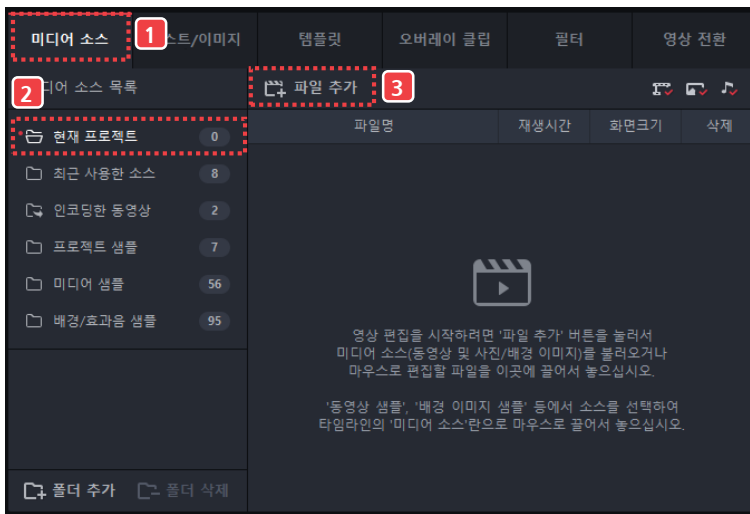 미디어 소스
1
스트/이미지
템플릿
오버레이 클립
필터
영상 전환
2
디어 소스 목록
파일 추가
3
파일명
재생시간
화면크기
삭제
현재 프로젝트
0
최근 사용한 소스
8
인코딩한 동영상
2
프로젝트 샘플
7
미디어 샘플
56
배경/효과음 샘플
95
영상 편집을 시작하려면 '파일 추가' 버튼을 눌러서
미디어 소스(동영상 및 사진/배경 이미지)를 불러오거나
마우스로 편집할 파일을 이곳에 끌어서 놓으십시오.
'동영상 샘플', '배경 이미지 샘플' 등에서 소스를 선택하여
타임라인의 '미디어 소스'란으로 마우스로 끌어서 놓으십시오.
폴더 추가
폴더 삭제